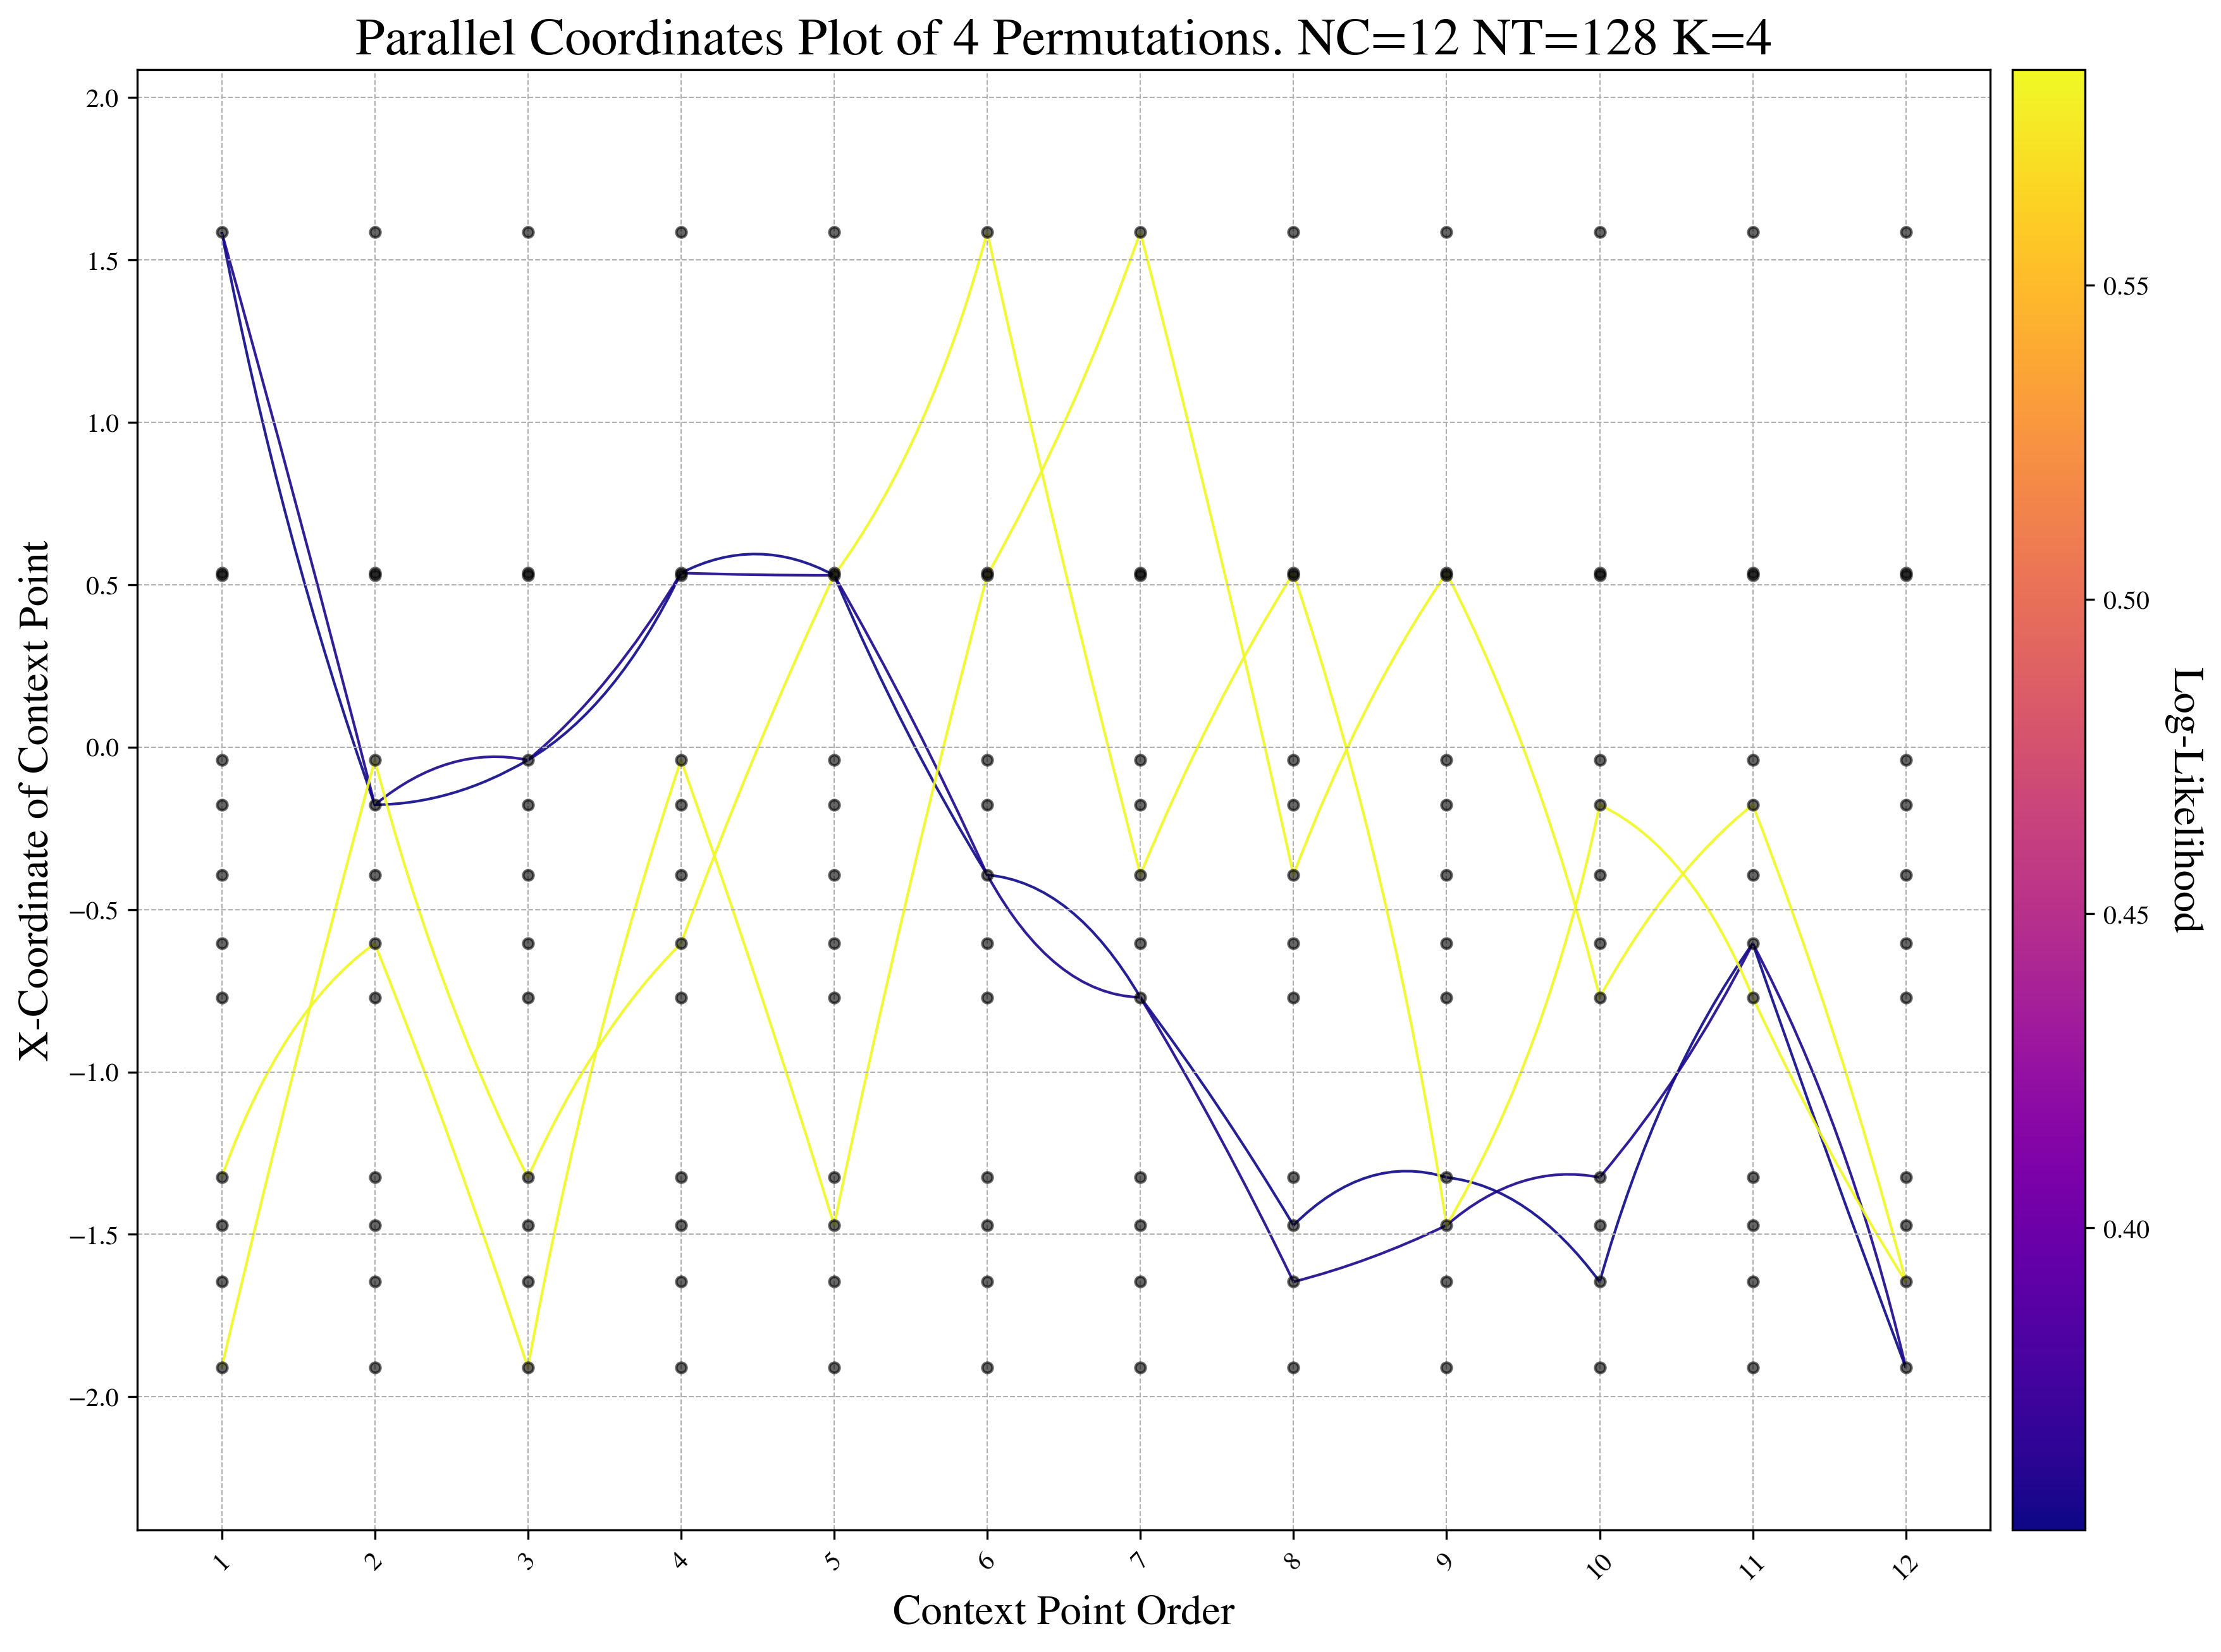 Parallel Coordinates Plot of 4 Permutations. NC=12 NT=128 K=4
X-Coordinate of Context Point
2.0
1.5
1.0
0.5
0.0
−0.5
−1.0
−1.5
−2.0
1 2 3 4 5 6 7 8 9 10 11 12
Context Point Order
0.55
0.50
0.45
0.40
Log-Likelihood